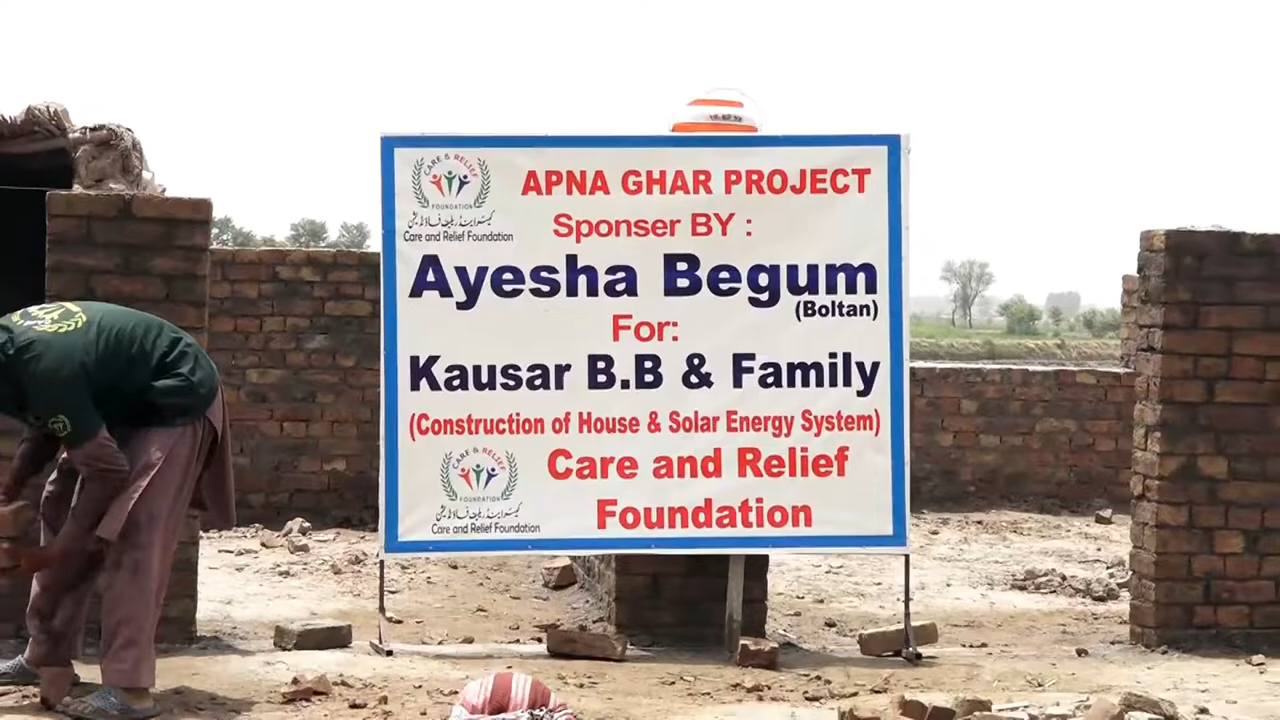 CARE & RELIEF
FOUNDATION
کیئر اینڈ ریلیف فاؤنڈیشن
Care and Relief Foundation
APNA GHAR PROJECT
Sponser BY :
Ayesha Begum
(Boltan)
For:
Kausar B.B & Family
(Construction of House & Solar Energy System)
CARE & RELIEF
FOUNDATION
کیئر اینڈ ریلیف فاؤنڈیشن
Care and Relief Foundation
Care and Relief
Foundation